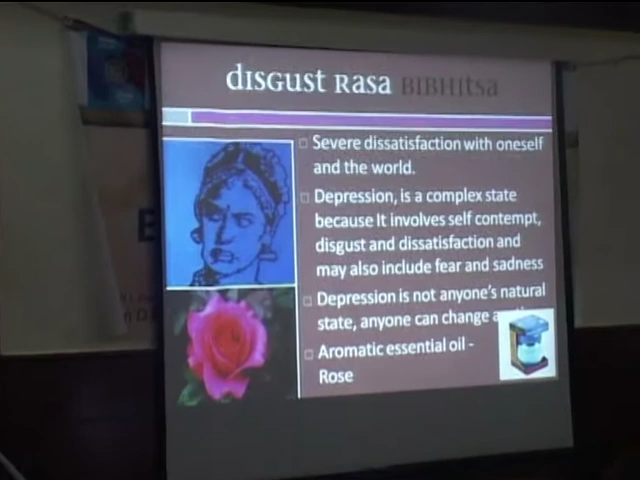 DISGUST RASA BIBHITSA
Severe dissatisfaction with oneself
and the world.
Depression, is a complex state
because It involves self contempt,
disgust and dissatisfaction and
may also include fear and sadness
Depression is not anyone's natural
state, anyone can change
Aromatic essential oil -
Rose